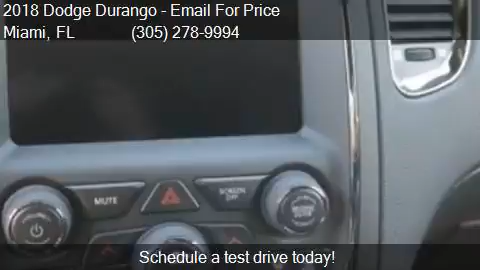 2018 Dodge Durango - Email For Price
Miami, FL (305) 278-9994
MUTE
SCREEN OFF
Schedule a test drive today!